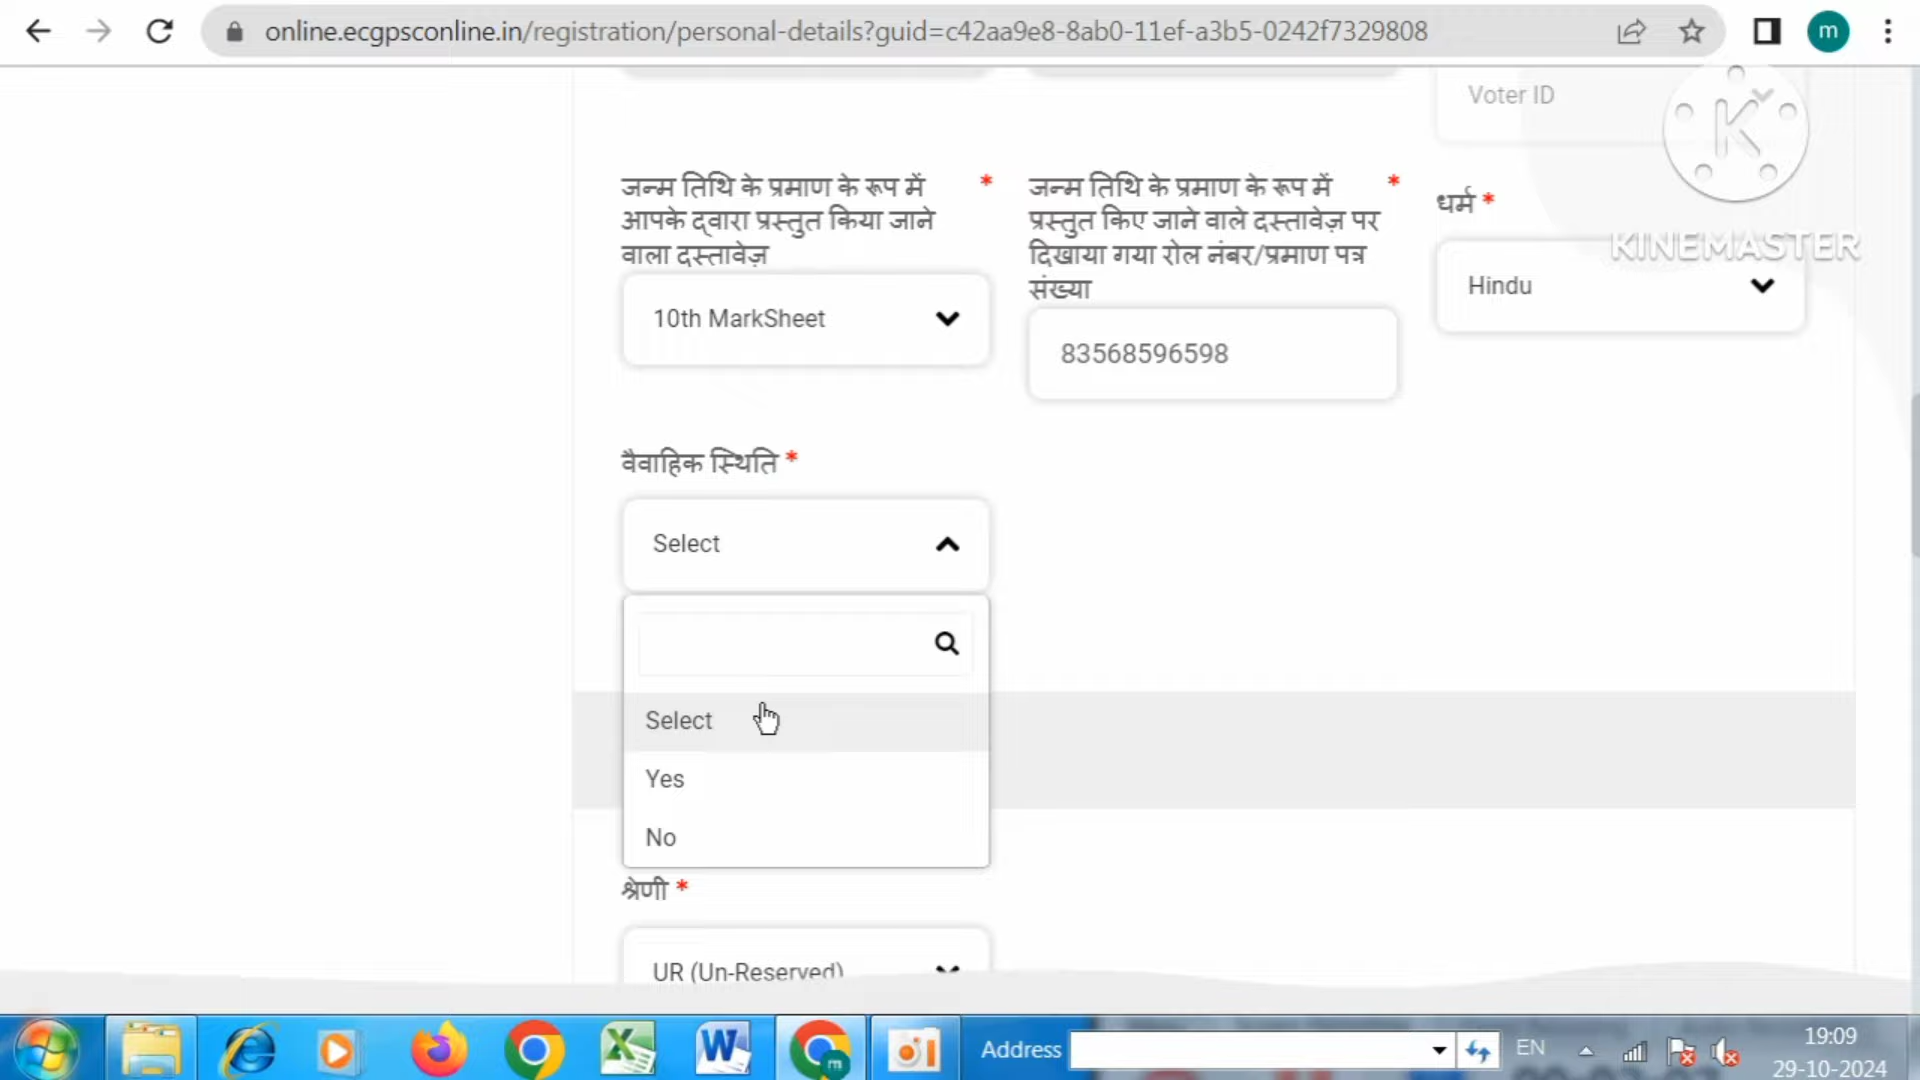 online.ecgpsconline.in/registration/personal-details?guid=c42aa9e8-8ab0-11ef-a3b5-0242f7329808
m
Voter ID
K
KINEMASTER
जन्म तिथि के प्रमाण के रूप में *
आपके द्वारा प्रस्तुत किया जाने
वाला दस्तावेज़
10th MarkSheet
जन्म तिथि के प्रमाण के रूप में *
प्रस्तुत किए जाने वाले दस्तावेज़ पर
दिखाया गया रोल नंबर/प्रमाण पत्र
संख्या
83568596598
धर्म *
Hindu
वैवाहिक स्थिति *
Select
Select
Yes
No
श्रेणी *
UR (Un-Reserved)
Address
EN
19:09
29-10-2024